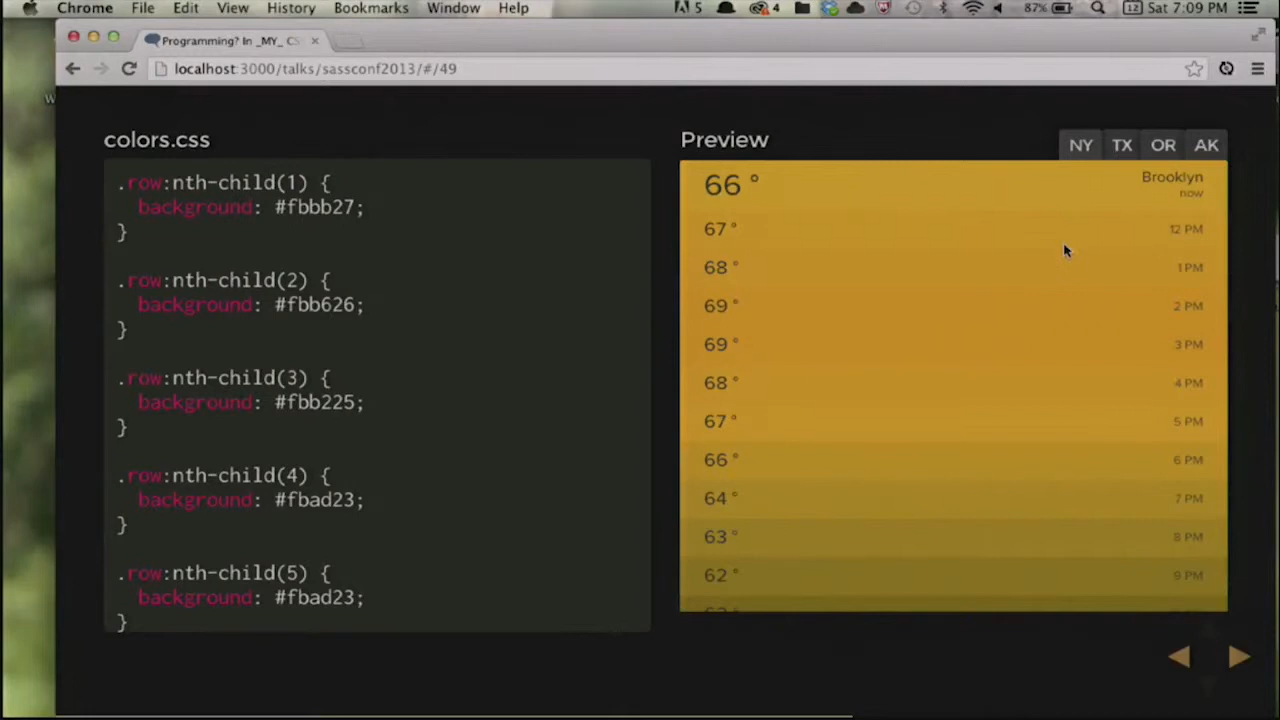 Chrome File Edit View History Bookmarks Window Help 5 4 87% 12 Sat 7:09 PM
Programming? In _MY_ CS
localhost:3000/talks/sassconf2013/#/49
colors.css
.row:nth-child(1) {
background: #fbbb27;
}
.row:nth-child(2) {
background: #fbb626;
}
.row:nth-child(3) {
background: #fbb225;
}
.row:nth-child(4) {
background: #fbad23;
}
.row:nth-child(5) {
background: #fbad23;
}
Preview
NY TX OR AK
66 ° Brooklyn
now
67 ° 12 PM
68 ° 1 PM
69 ° 2 PM
69 ° 3 PM
68 ° 4 PM
67 ° 5 PM
66 ° 6 PM
64 ° 7 PM
63 ° 8 PM
62 ° 9 PM